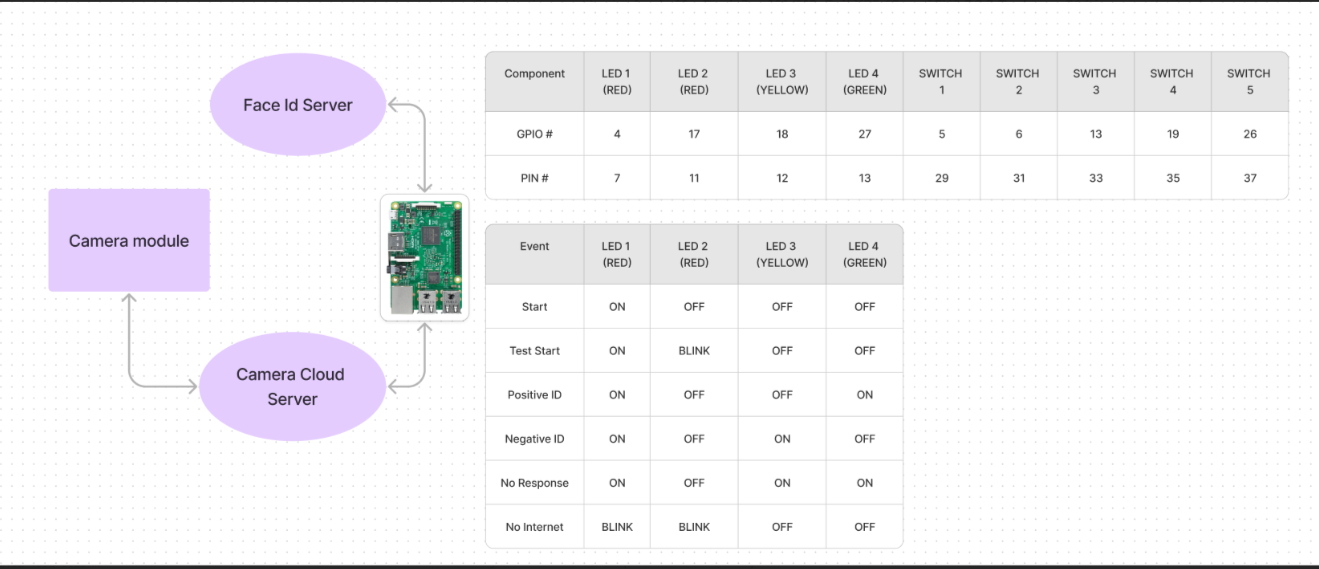 Face Id Server
Camera module
Camera Cloud
Server
Component LED 1 (RED) LED 2 (RED) LED 3 (YELLOW) LED 4 (GREEN) SWITCH 1 SWITCH 2 SWITCH 3 SWITCH 4 SWITCH 5
GPIO # 4 17 18 27 5 6 13 19 26
PIN # 7 11 12 13 29 31 33 35 37
Event LED 1 (RED) LED 2 (RED) LED 3 (YELLOW) LED 4 (GREEN)
Start ON OFF OFF OFF
Test Start ON BLINK OFF OFF
Positive ID ON OFF OFF ON
Negative ID ON OFF ON OFF
No Response ON OFF ON ON
No Internet BLINK BLINK OFF OFF